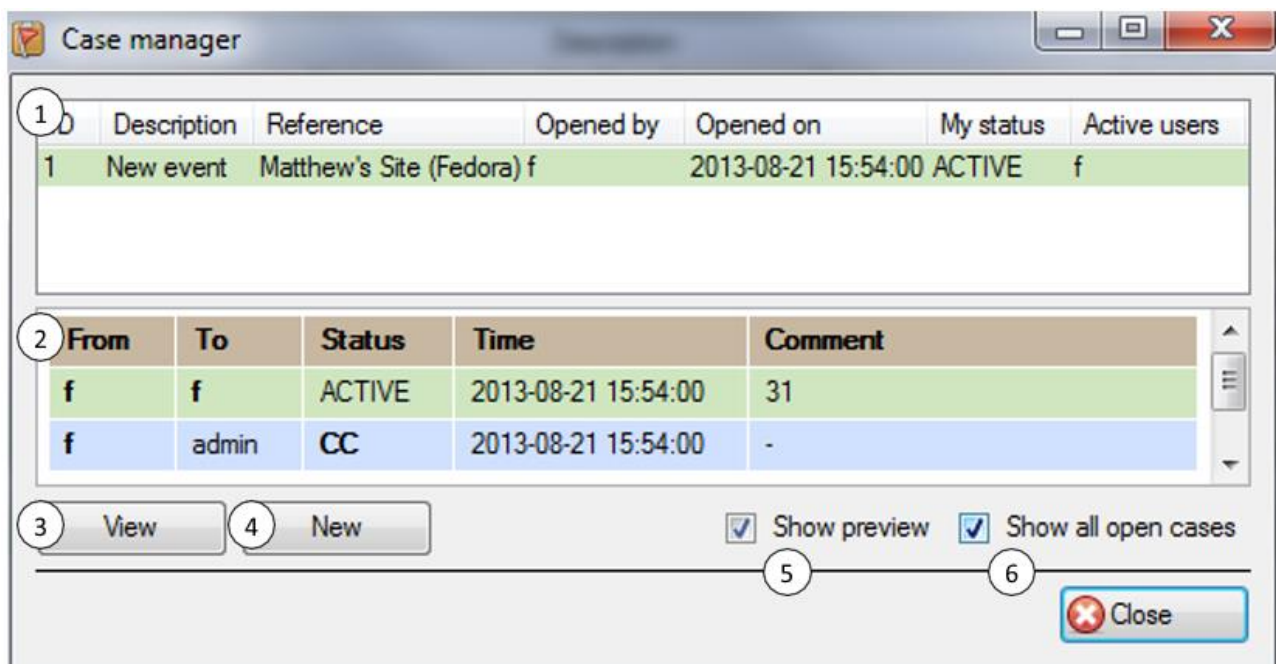 Case manager
1 D Description Reference Opened by Opened on My status Active users
1 New event Matthew's Site (Fedora) f 2013-08-21 15:54:00 ACTIVE f
2 From To Status Time Comment
f f ACTIVE 2013-08-21 15:54:00 31
f admin CC 2013-08-21 15:54:00 -
3 View 4 New Show preview Show all open cases
5 6
Close